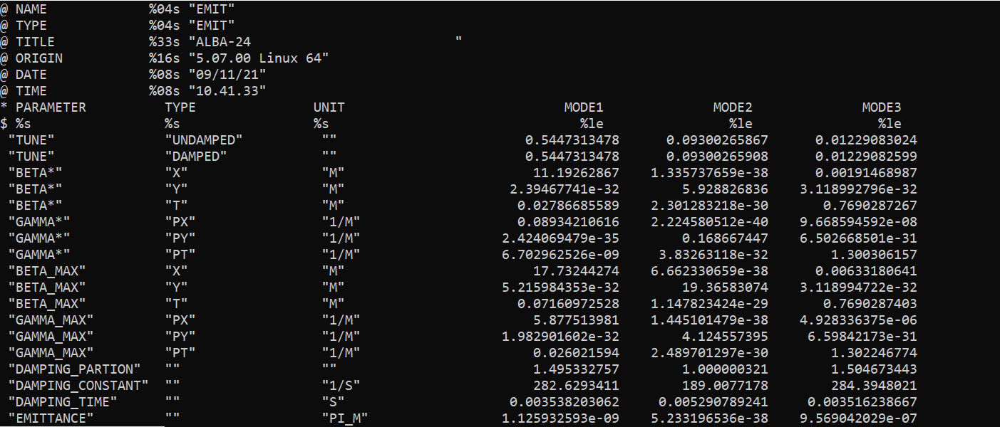 @ NAME             %04s "EMIT"
@ TYPE             %04s "EMIT"
@ TITLE            %33s "ALBA-24                          "
@ ORIGIN           %16s "5.07.00 Linux 64"
@ DATE             %08s "09/11/21"
@ TIME             %08s "10.41.33"
* PARAMETER          TYPE               UNIT                            MODE1              MODE2              MODE3
$ %s                 %s                 %s                                %le                %le                %le
 "TUNE"              "UNDAMPED"         ""                         0.5447313478      0.09300265867      0.01229083024
 "TUNE"              "DAMPED"           ""                         0.5447313478      0.09300265908      0.01229082599
 "BETA*"             "X"                "M"                         11.19262867    1.335737659e-38      0.00191468987
 "BETA*"             "Y"                "M"                      2.39467741e-32        5.928826836    3.118992796e-32
 "BETA*"             "T"                "M"                       0.02786685589    2.301283218e-30       0.7690287267
 "GAMMA*"            "PX"               "1/M"                     0.08934210616    2.224580512e-40    9.668594592e-08
 "GAMMA*"            "PY"               "1/M"                   2.424069479e-35        0.168667447    6.502668501e-31
 "GAMMA*"            "PT"               "1/M"                   6.702962526e-09     3.83263118e-32        1.300306157
 "BETA_MAX"          "X"                "M"                         17.73244274    6.662330659e-38      0.00633180641
 "BETA_MAX"          "Y"                "M"                     5.215984353e-32        19.36583074    3.118994722e-32
 "BETA_MAX"          "T"                "M"                       0.07160972528    1.147823424e-29       0.7690287403
 "GAMMA_MAX"         "PX"               "1/M"                       5.877513981    1.445101479e-38    4.928336375e-06
 "GAMMA_MAX"         "PY"               "1/M"                   1.982901602e-32        4.124557395     6.59842173e-31
 "GAMMA_MAX"         "PT"               "1/M"                       0.026021594    2.489701297e-30        1.302246774
 "DAMPING_PARTION"   ""                 ""                          1.495332757        1.000000321        1.504673443
 "DAMPING_CONSTANT"  ""                 "1/S"                       282.6293411        189.0077178        284.3948021
 "DAMPING_TIME"      ""                 "S"                      0.003538203062     0.005290789241     0.003516238667
 "EMITTANCE"         ""                 "PI_M"                  1.125932593e-09    5.233196536e-38    9.569042029e-07